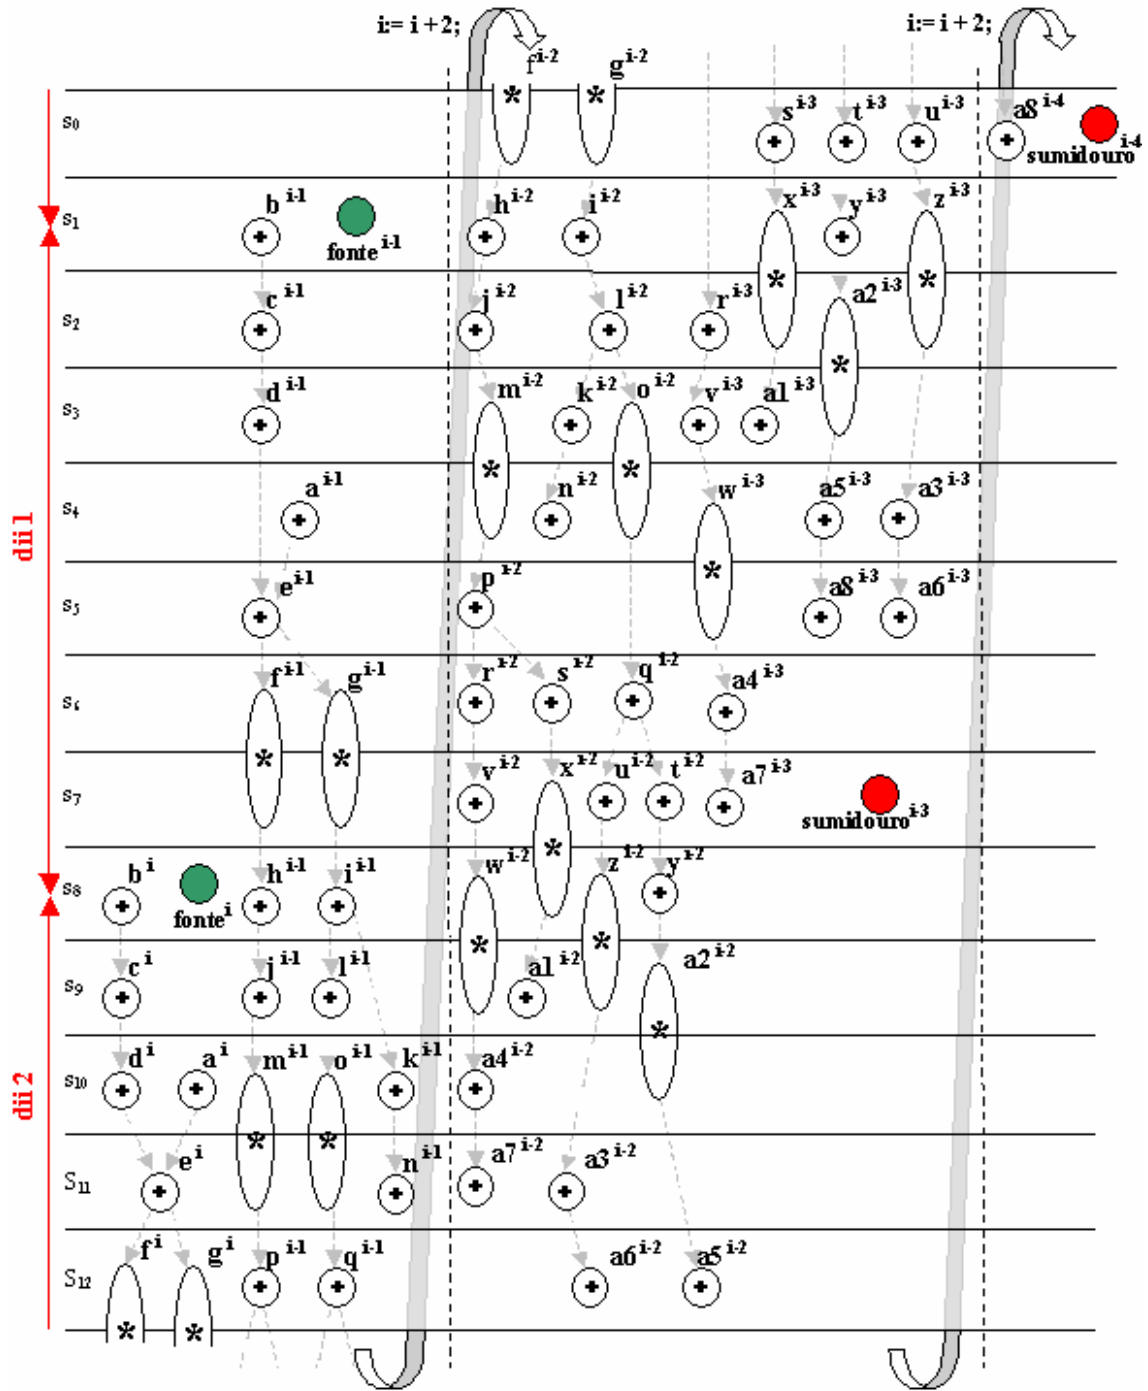 i:= i + 2; i:= i + 2;
f i-2 g i-2
s0 * * s i-3 t i-3 u i-3 a8 i-4
+ + + + sumidouro i-4
s1 b i-1 h i-2 i i-2 x i-3 y i-3 z i-3
+ fonte i-1 + + +
s2 c i-1 j i-2 l i-2 r i-3 * a2 i-3 *
+ + + +
s3 d i-1 m i-2 k i-2 o i-2 v i-3 a1 i-3 *
+ + + +
s4 a i-1 * n i-2 * w i-3 a5 i-3 a3 i-3
+ + + +
dii 1
s5 e i-1 p i-2 * a8 i-3 a6 i-3
+ + + +
s6 f i-1 g i-1 r i-2 s i-2 q i-2 a4 i-3
+ + + +
s7 * * v i-2 x i-2 u i-2 t i-2 a7 i-3
+ + + + sumidouro i-3
s8 b i h i-1 i i-1 w i-2 * z i-2 y i-2
+ fonte i + + +
s9 c i j i-1 l i-1 * a1 i-2 * a2 i-2
+ + + +
s10 d i a i m i-1 o i-1 k i-1 a4 i-2 *
+ + + +
dii 2
S11 e i * * n i-1 a7 i-2 a3 i-2
+ + + +
S12 f i g i p i-1 q i-1 a6 i-2 a5 i-2
* * + + + +